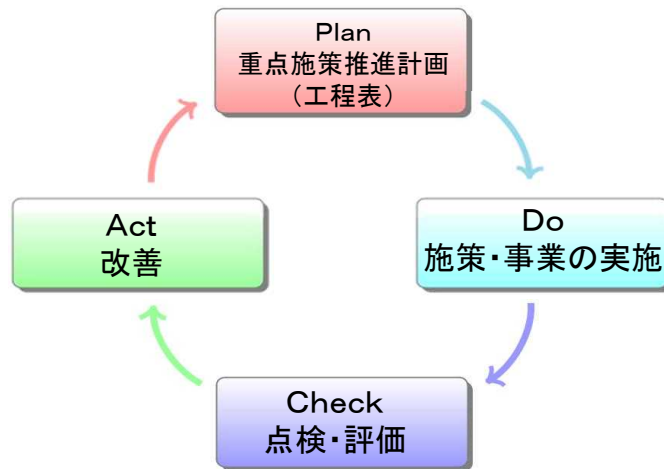 Plan
重点施策推進計画
（工程表）
Do
施策・事業の実施
Check
点検・評価
Act
改善